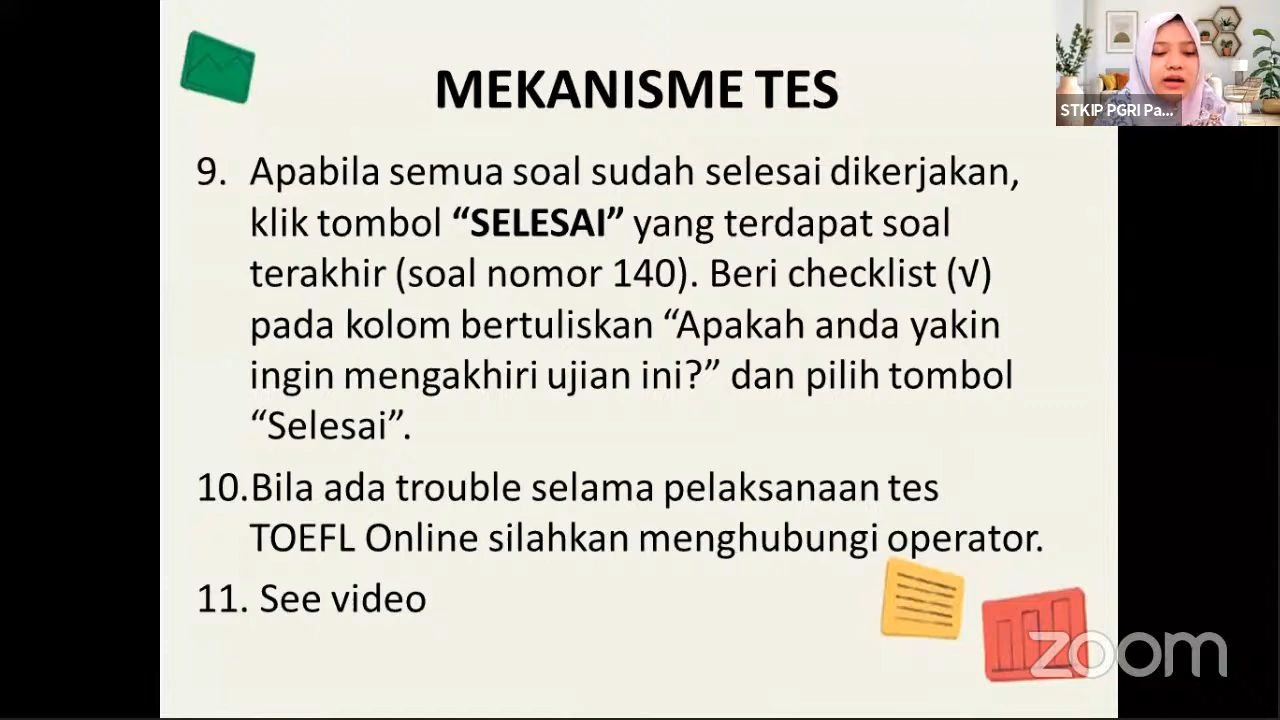 MEKANISME TES
STKIP PGRI Pa...
9. Apabila semua soal sudah selesai dikerjakan,
klik tombol “SELESAI” yang terdapat soal
terakhir (soal nomor 140). Beri checklist (√)
pada kolom bertuliskan “Apakah anda yakin
ingin mengakhiri ujian ini?” dan pilih tombol
“Selesai”.
10.Bila ada trouble selama pelaksanaan tes
TOEFL Online silahkan menghubungi operator.
11. See video
zoom